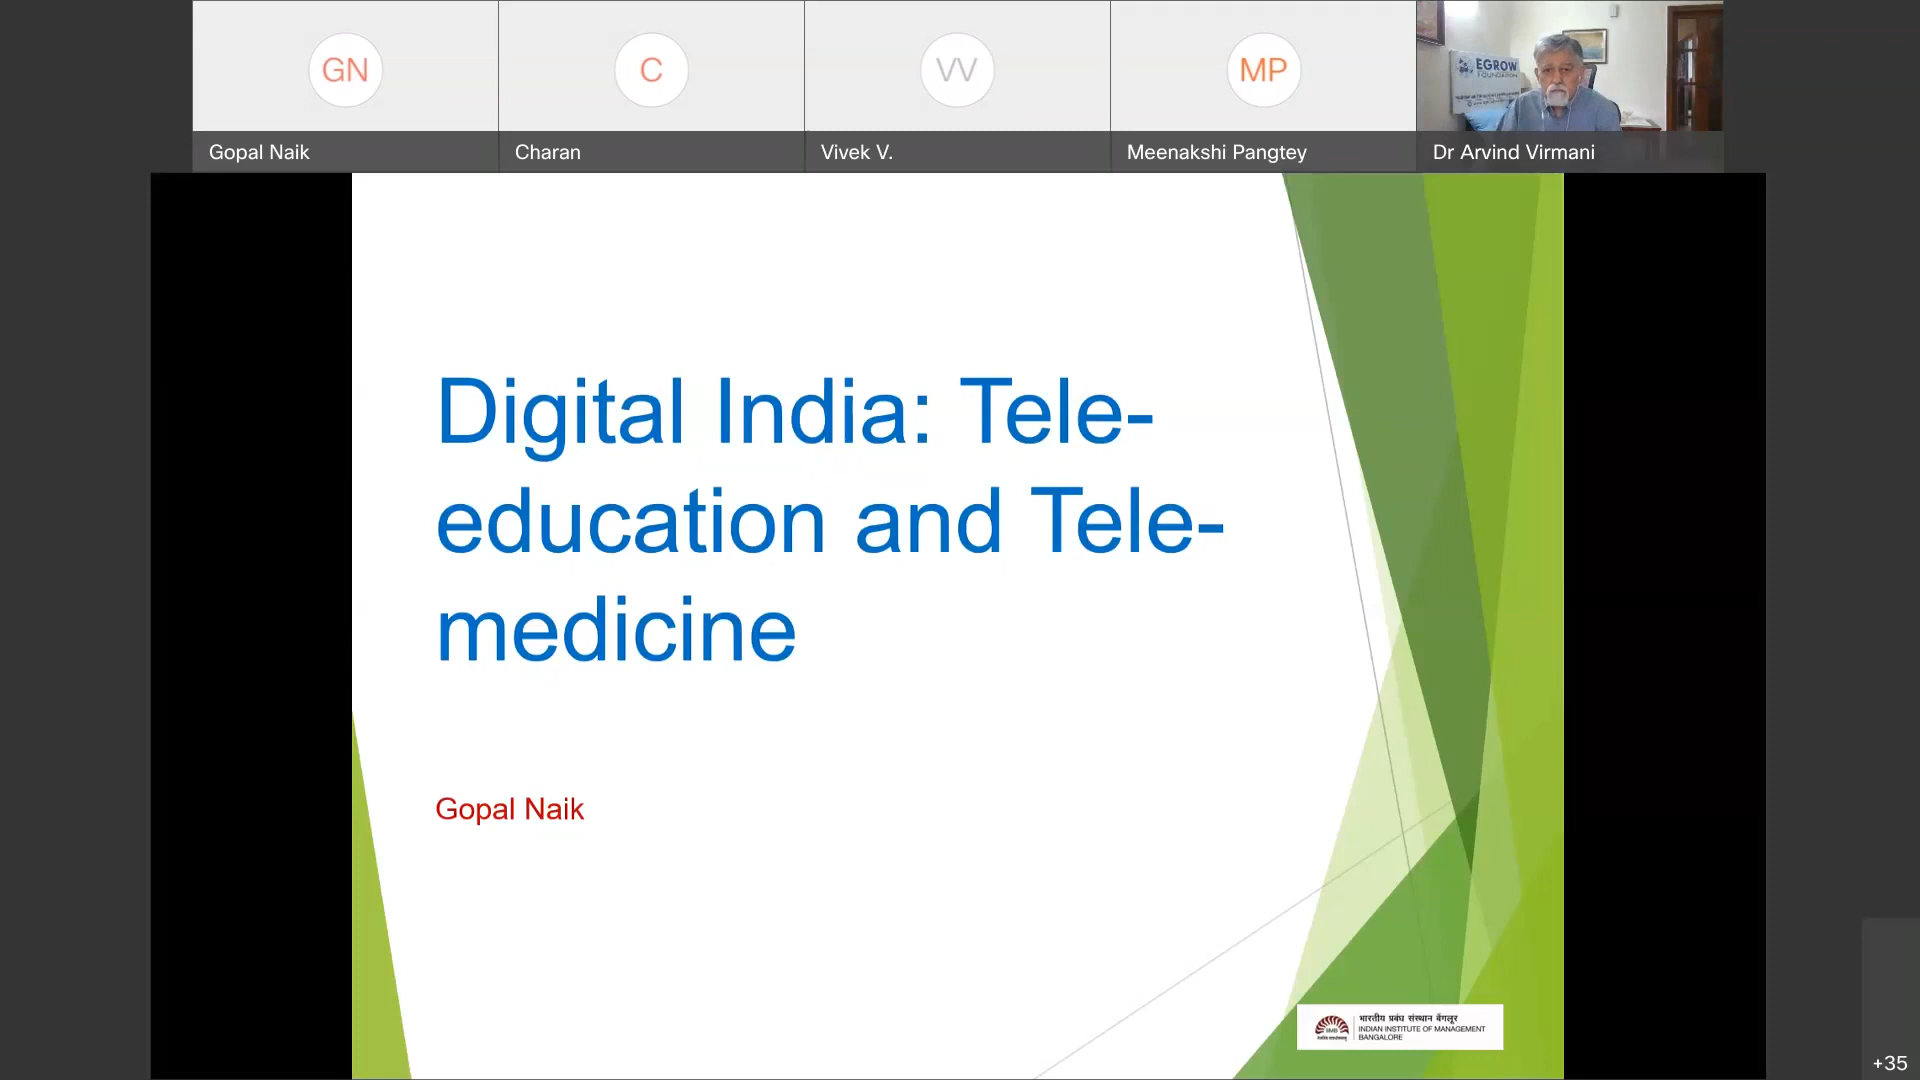 GN
C
VV
MP
EGROW
FOUNDATION
Gopal Naik
Charan
Vivek V.
Meenakshi Pangtey
Dr Arvind Virmani
Digital India: Tele-
education and Tele-
medicine
Gopal Naik
भारतीय प्रबंध संस्थान बेंगलूर
INDIAN INSTITUTE OF MANAGEMENT
BANGALORE
IIMB
+35